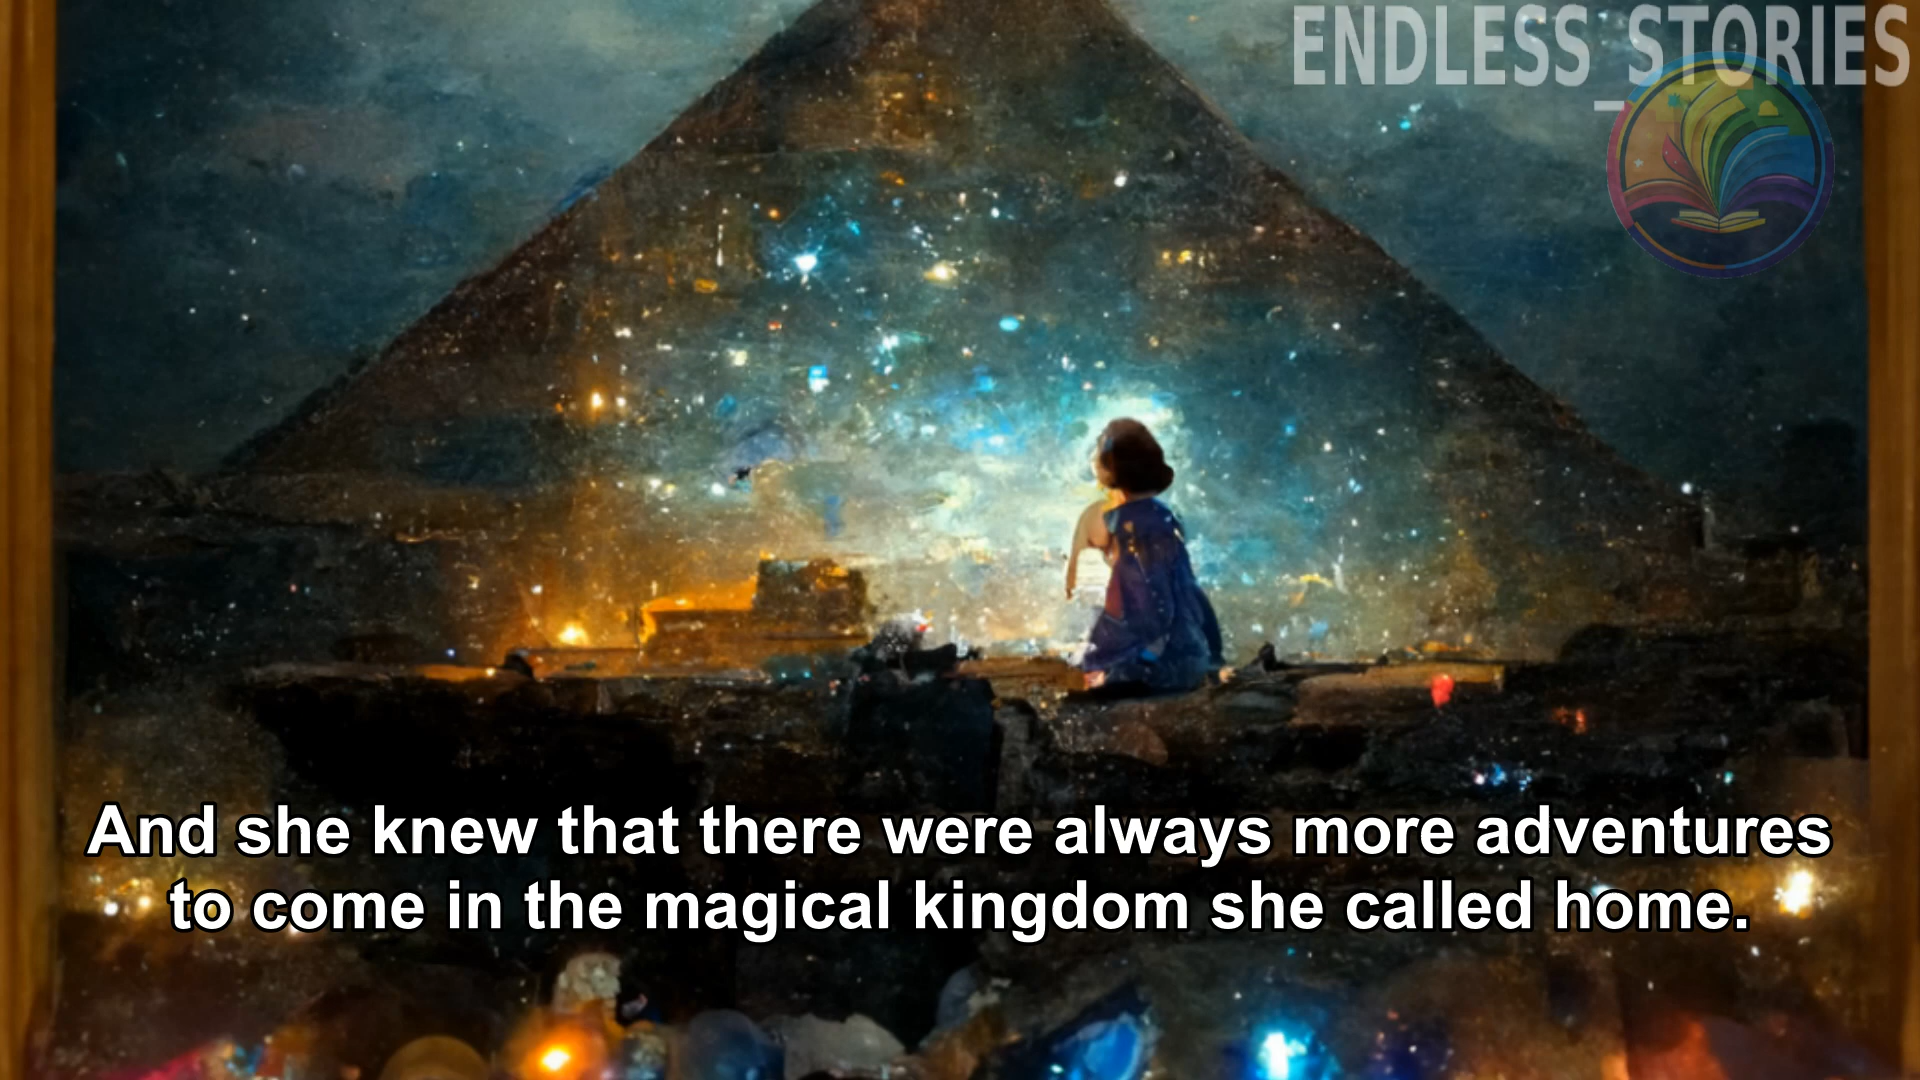 ENDLESS_STORIES
_
And she knew that there were always more adventures
to come in the magical kingdom she called home.